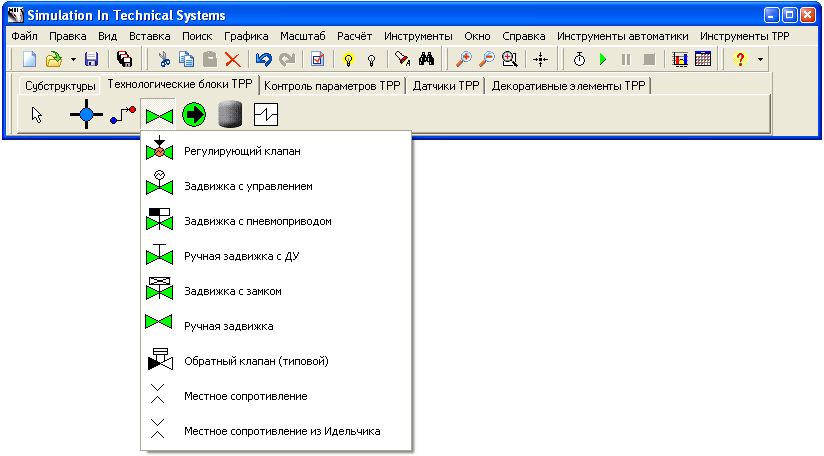 Simulation In Technical Systems
Файл Правка Вид Вставка Поиск Графика Масштаб Расчёт Инструменты Окно Справка Инструменты автоматики Инструменты ТРР
Субструктуры Технологические блоки ТРР Контроль параметров ТРР Датчики ТРР Декоративные элементы ТРР
Регулирующий клапан
Задвижка с управлением
Задвижка с пневмоприводом
Ручная задвижка с ДУ
Задвижка с замком
Ручная задвижка
Обратный клапан (типовой)
Местное сопротивление
Местное сопротивление из Идельчика